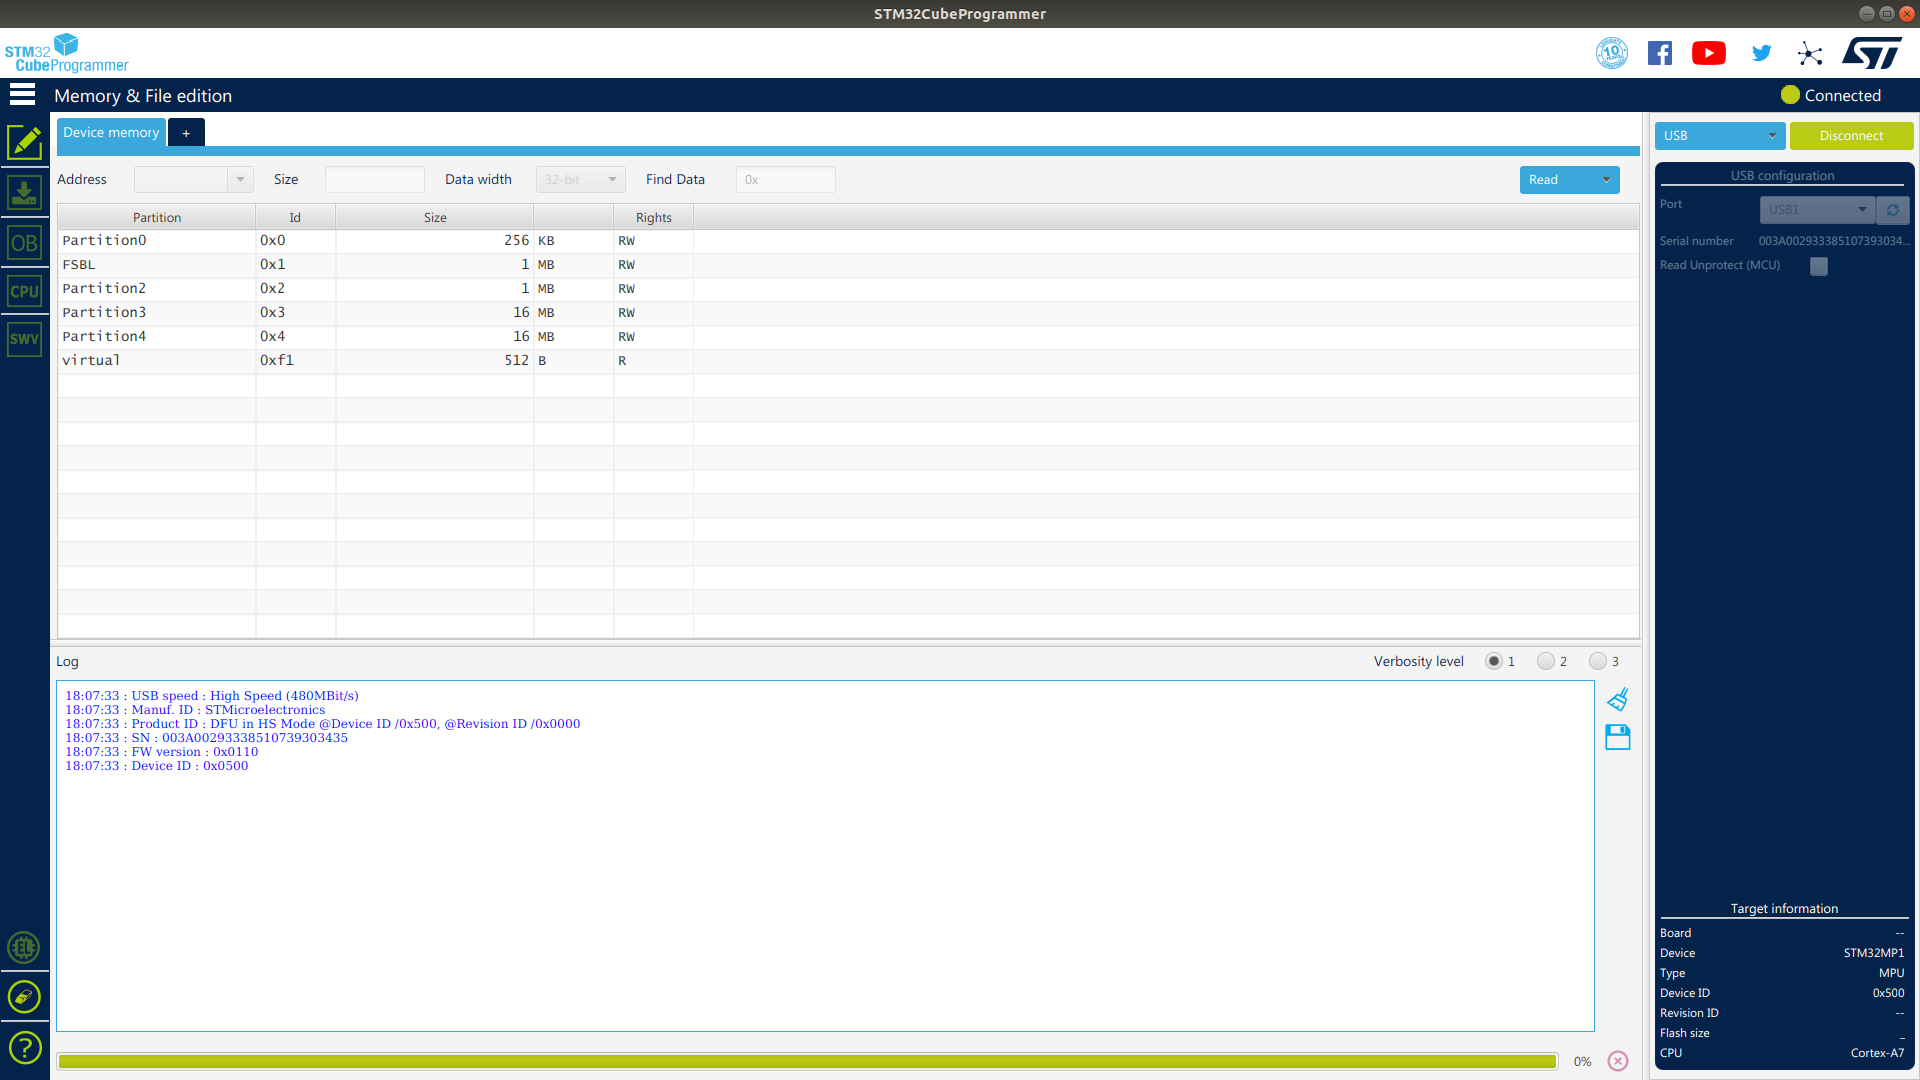 STM32CubeProgrammer
STM32
CubeProgrammer
10
Memory & File edition
Connected
Device memory
+
USB
Disconnect
Address
Size
Data width
32-bit
Find Data
0x
Read
USB configuration
Port
USB1
Serial number
003A002933385107393034...
Read Unprotect (MCU)
Partition Id Size Rights
Partition0 0x0 256 KB RW
FSBL 0x1 1 MB RW
Partition2 0x2 1 MB RW
Partition3 0x3 16 MB RW
Partition4 0x4 16 MB RW
virtual 0xf1 512 B R
OB
CPU
SWV
Log
Verbosity level 1 2 3
18:07:33 : USB speed : High Speed (480MBit/s)
18:07:33 : Manuf. ID : STMicroelectronics
18:07:33 : Product ID : DFU in HS Mode @Device ID /0x500, @Revision ID /0x0000
18:07:33 : SN : 003A00293338510739303435
18:07:33 : FW version : 0x0110
18:07:33 : Device ID : 0x0500
Target information
Board --
Device STM32MP1
Type MPU
Device ID 0x500
Revision ID --
Flash size _
CPU Cortex-A7
EL
?
0%